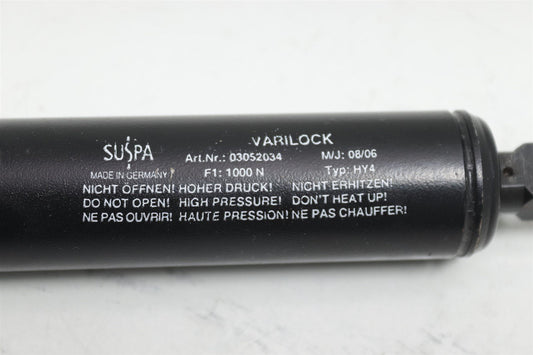 VARILOCK
SUSPA Art.Nr.: 03052034 M/J: 08/06
MADE IN GERMANY F1: 1000 N Typ: HY4
NICHT ÖFFNEN! HOHER DRUCK! NICHT ERHITZEN!
DO NOT OPEN! HIGH PRESSURE! DON'T HEAT UP!
NE PAS OUVRIR! HAUTE PRESSION! NE PAS CHAUFFER!